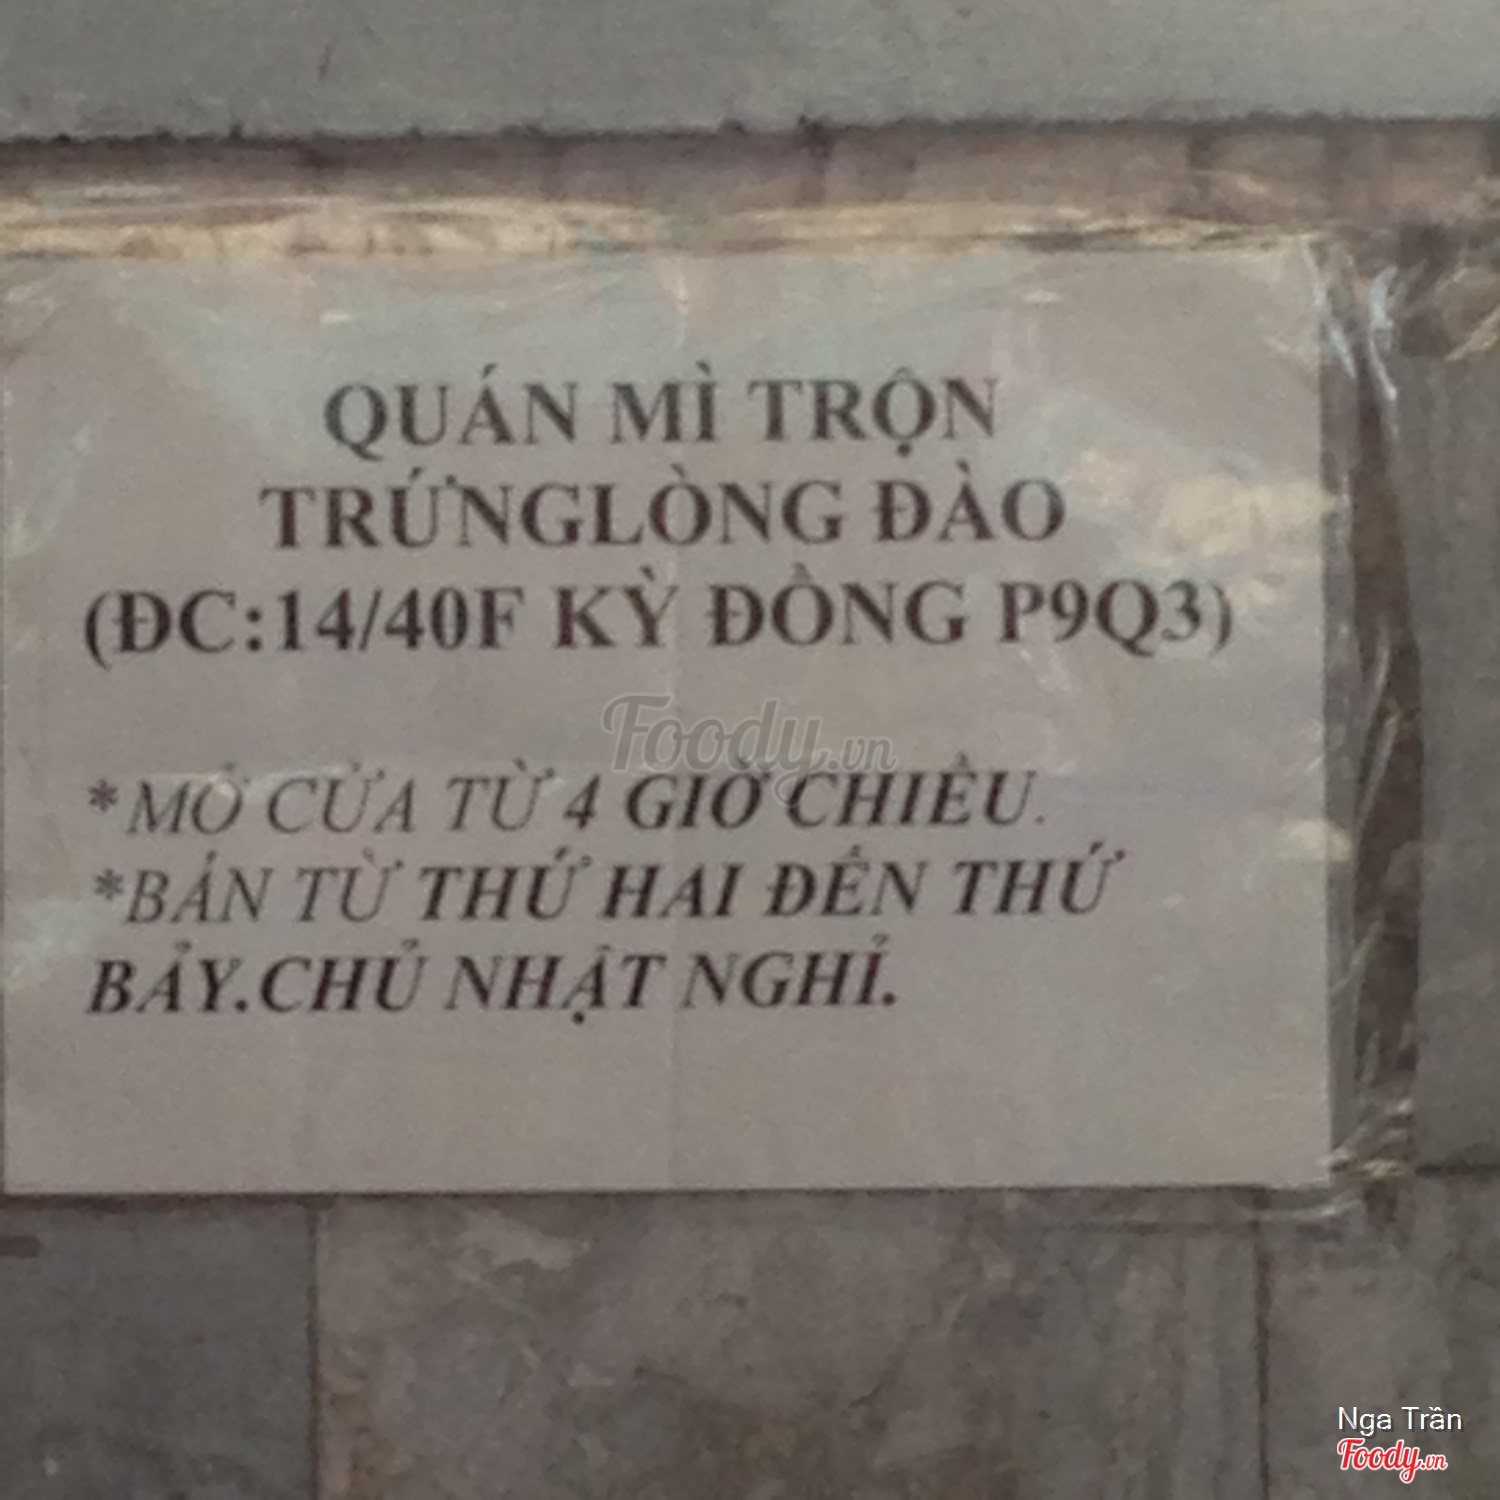 QUÁN MÌ TRỘN
TRỨNGLÒNG ĐÀO
(ĐC:14/40F KỲ ĐỒNG P9Q3)
Foody.vn
*MỞ CỬA TỪ 4 GIỜ CHIỀU.
*BÁN TỪ THỨ HAI ĐẾN THỨ
BẢY.CHỦ NHẬT NGHỈ.
Nga Trần
Foody.vn